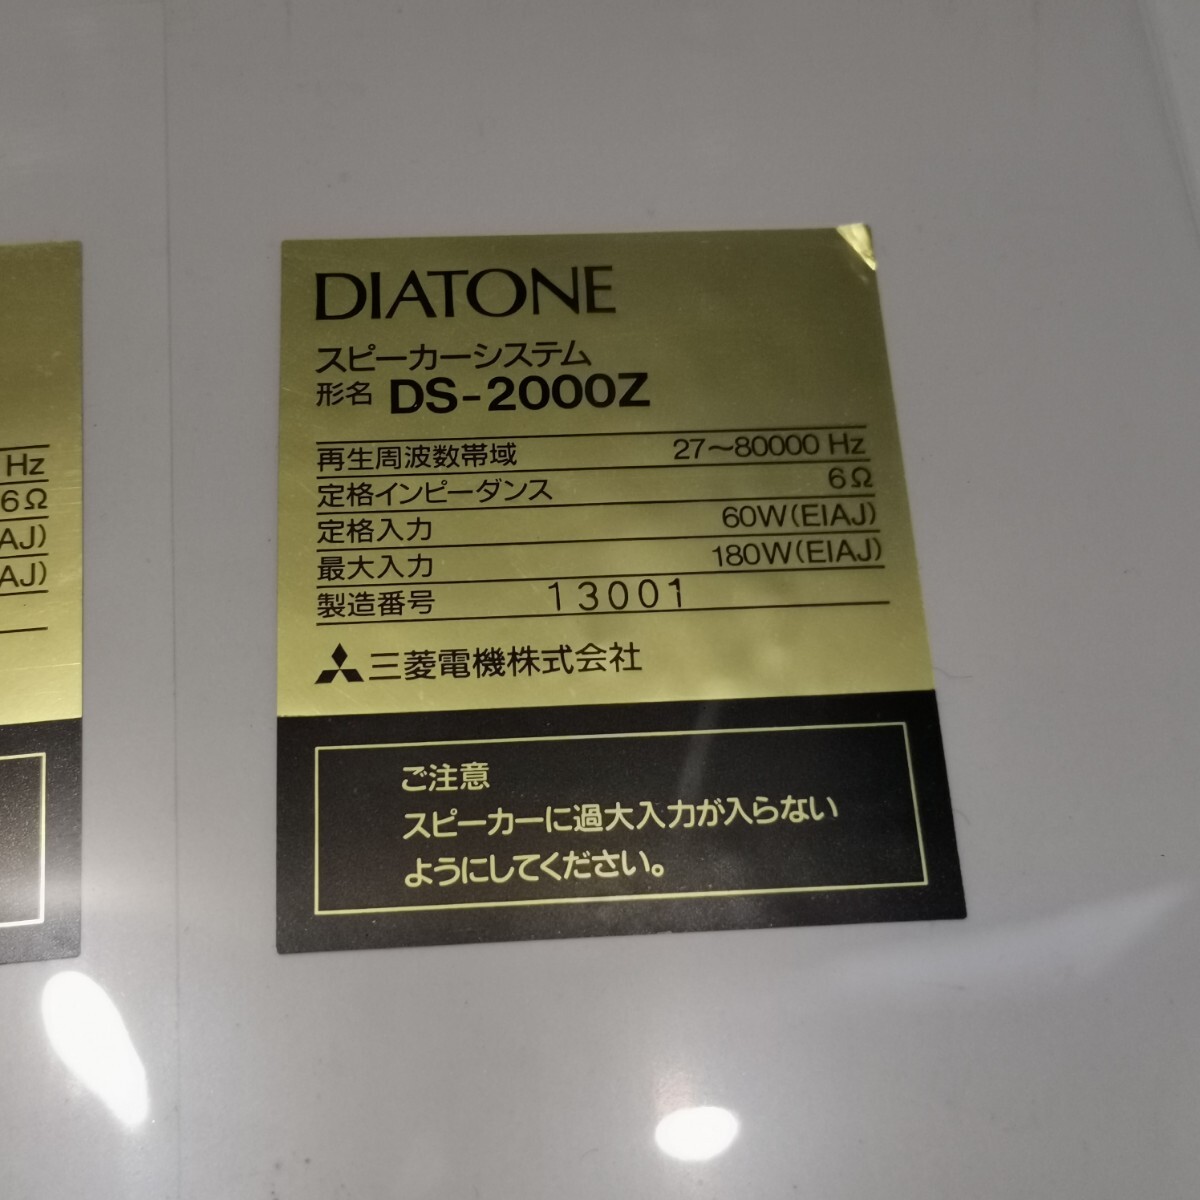 DIATONE
スピーカーシステム
形名 DS-2000Z
再生周波数帯域 27〜80000 Hz
定格インピーダンス 6Ω
定格入力 60W(EIAJ)
最大入力 180W(EIAJ)
製造番号 13001
三菱電機株式会社
ご注意
スピーカーに過大入力が入らない
ようにしてください。
Hz
6Ω
AJ)
AJ)